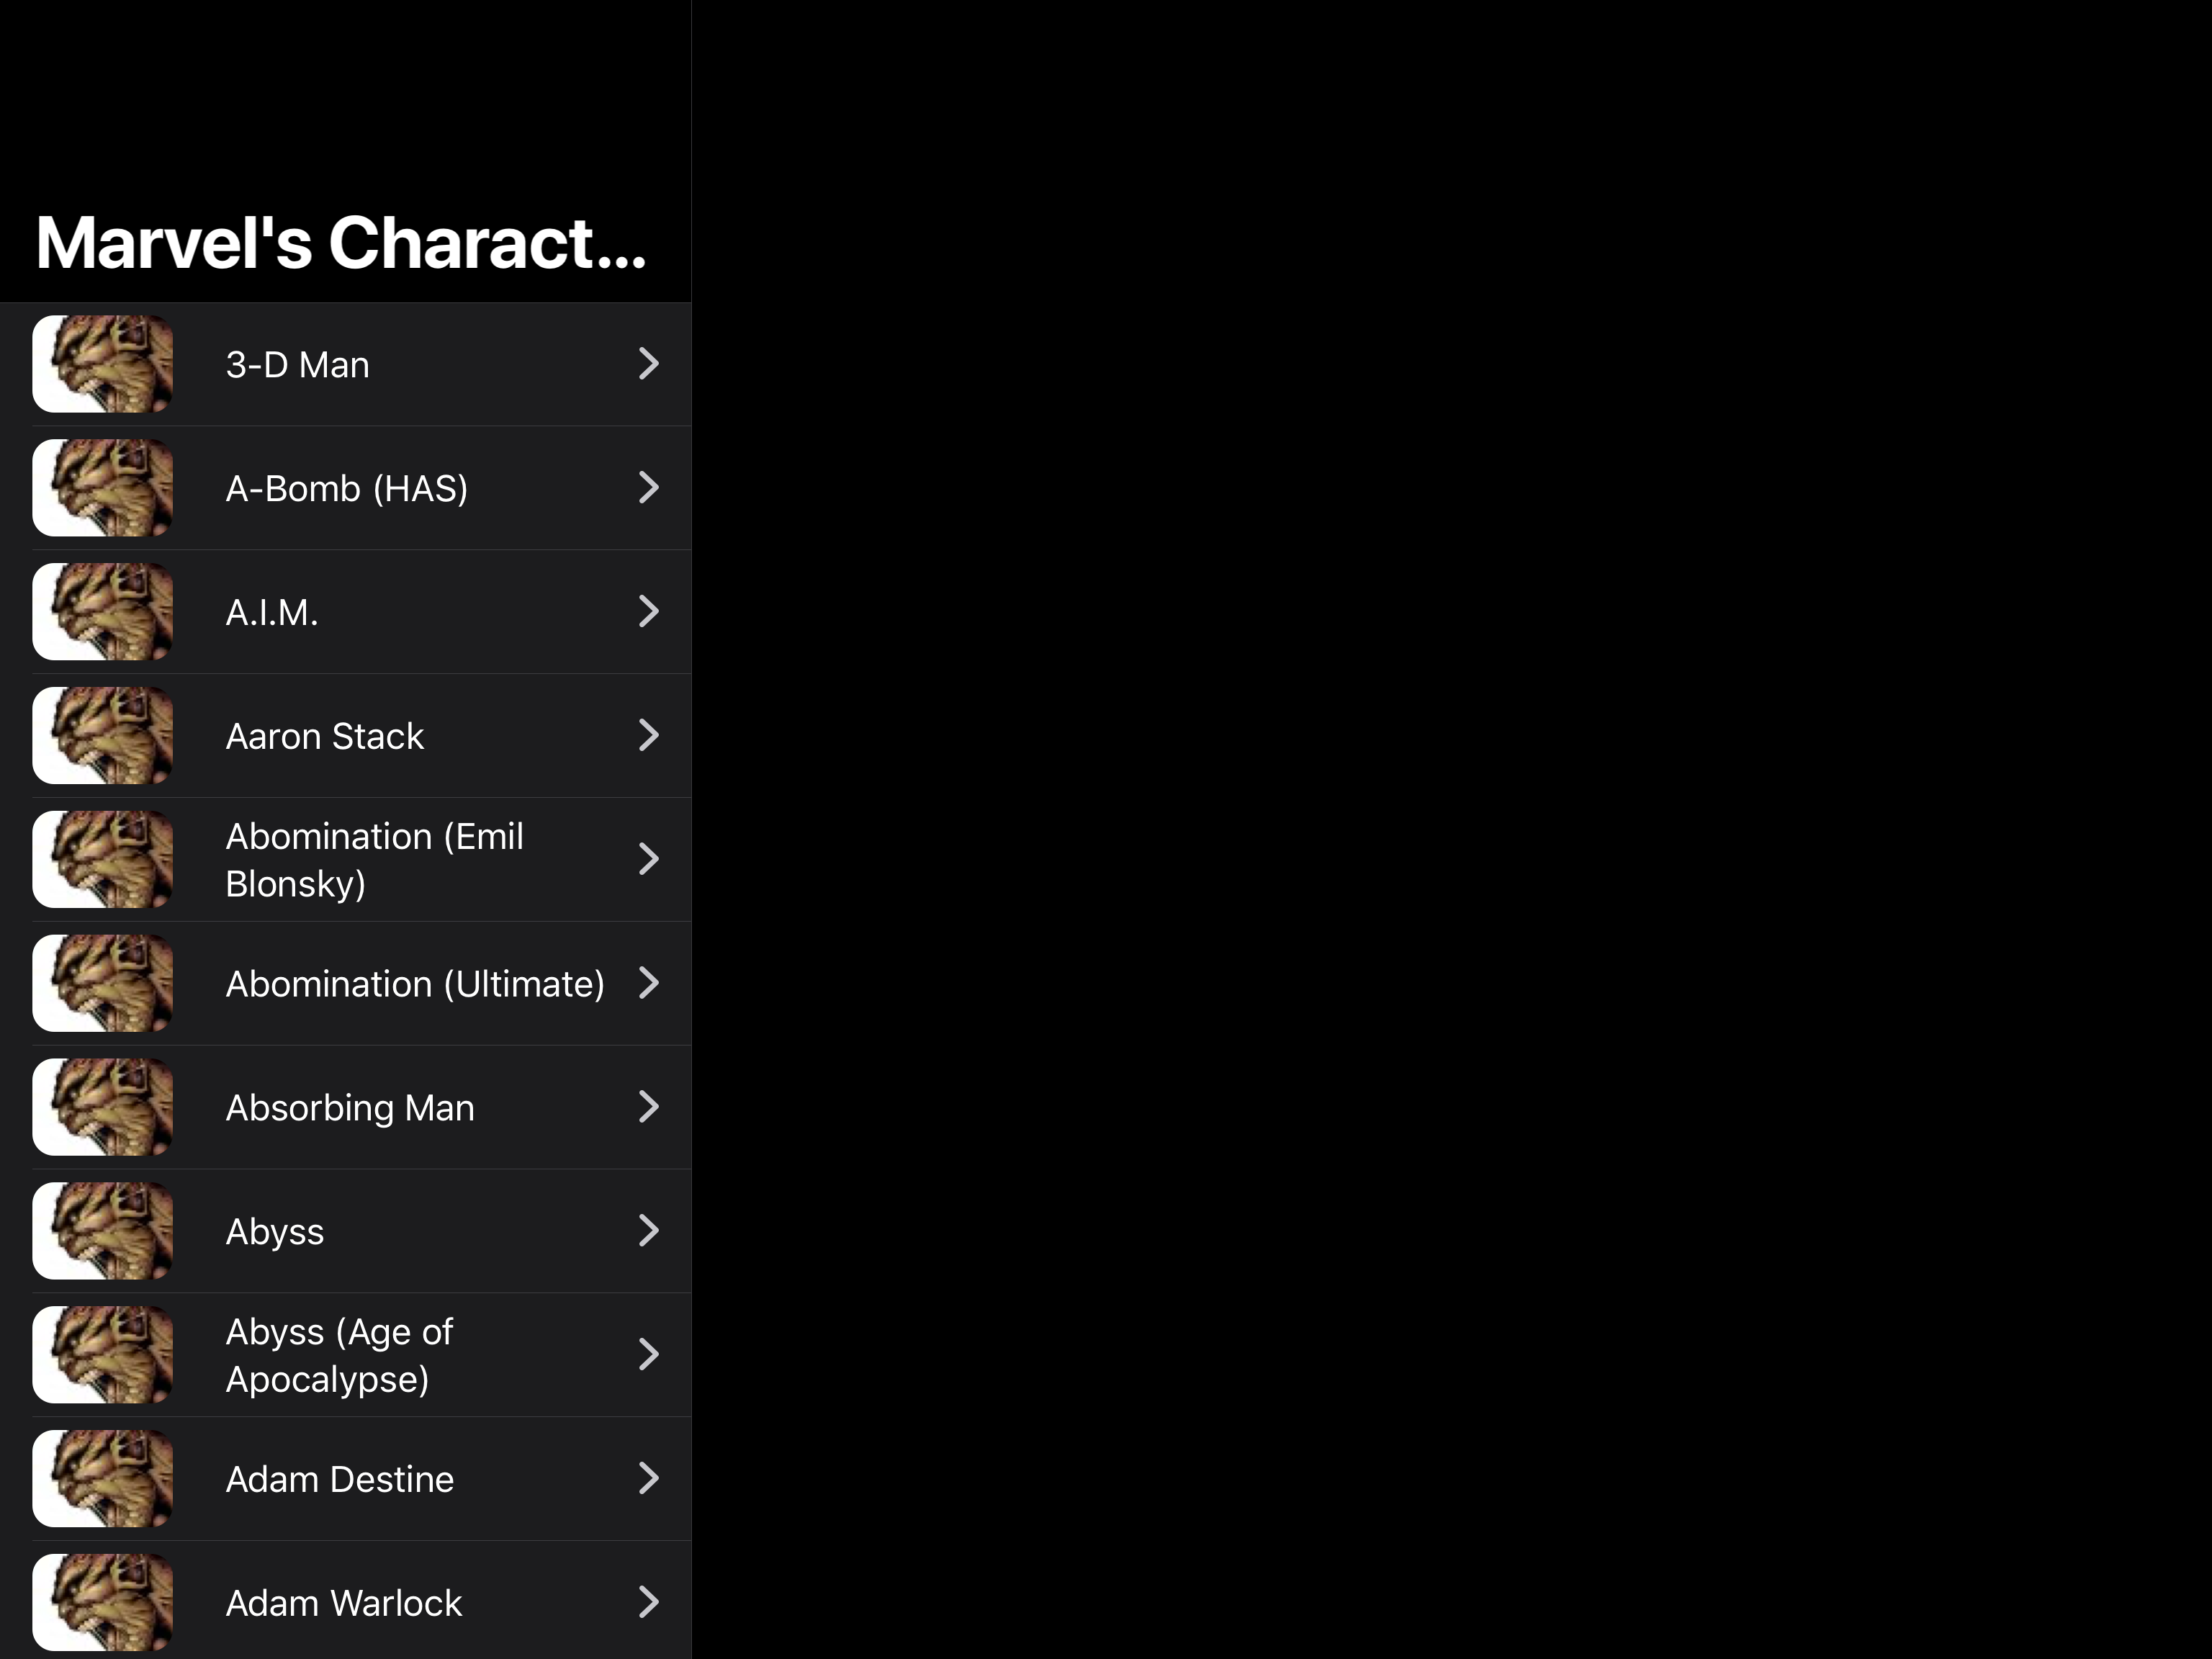 Marvel's Charact...
3-D Man
A-Bomb (HAS)
A.I.M.
Aaron Stack
Abomination (Emil
Blonsky)
Abomination (Ultimate)
Absorbing Man
Abyss
Abyss (Age of
Apocalypse)
Adam Destine
Adam Warlock